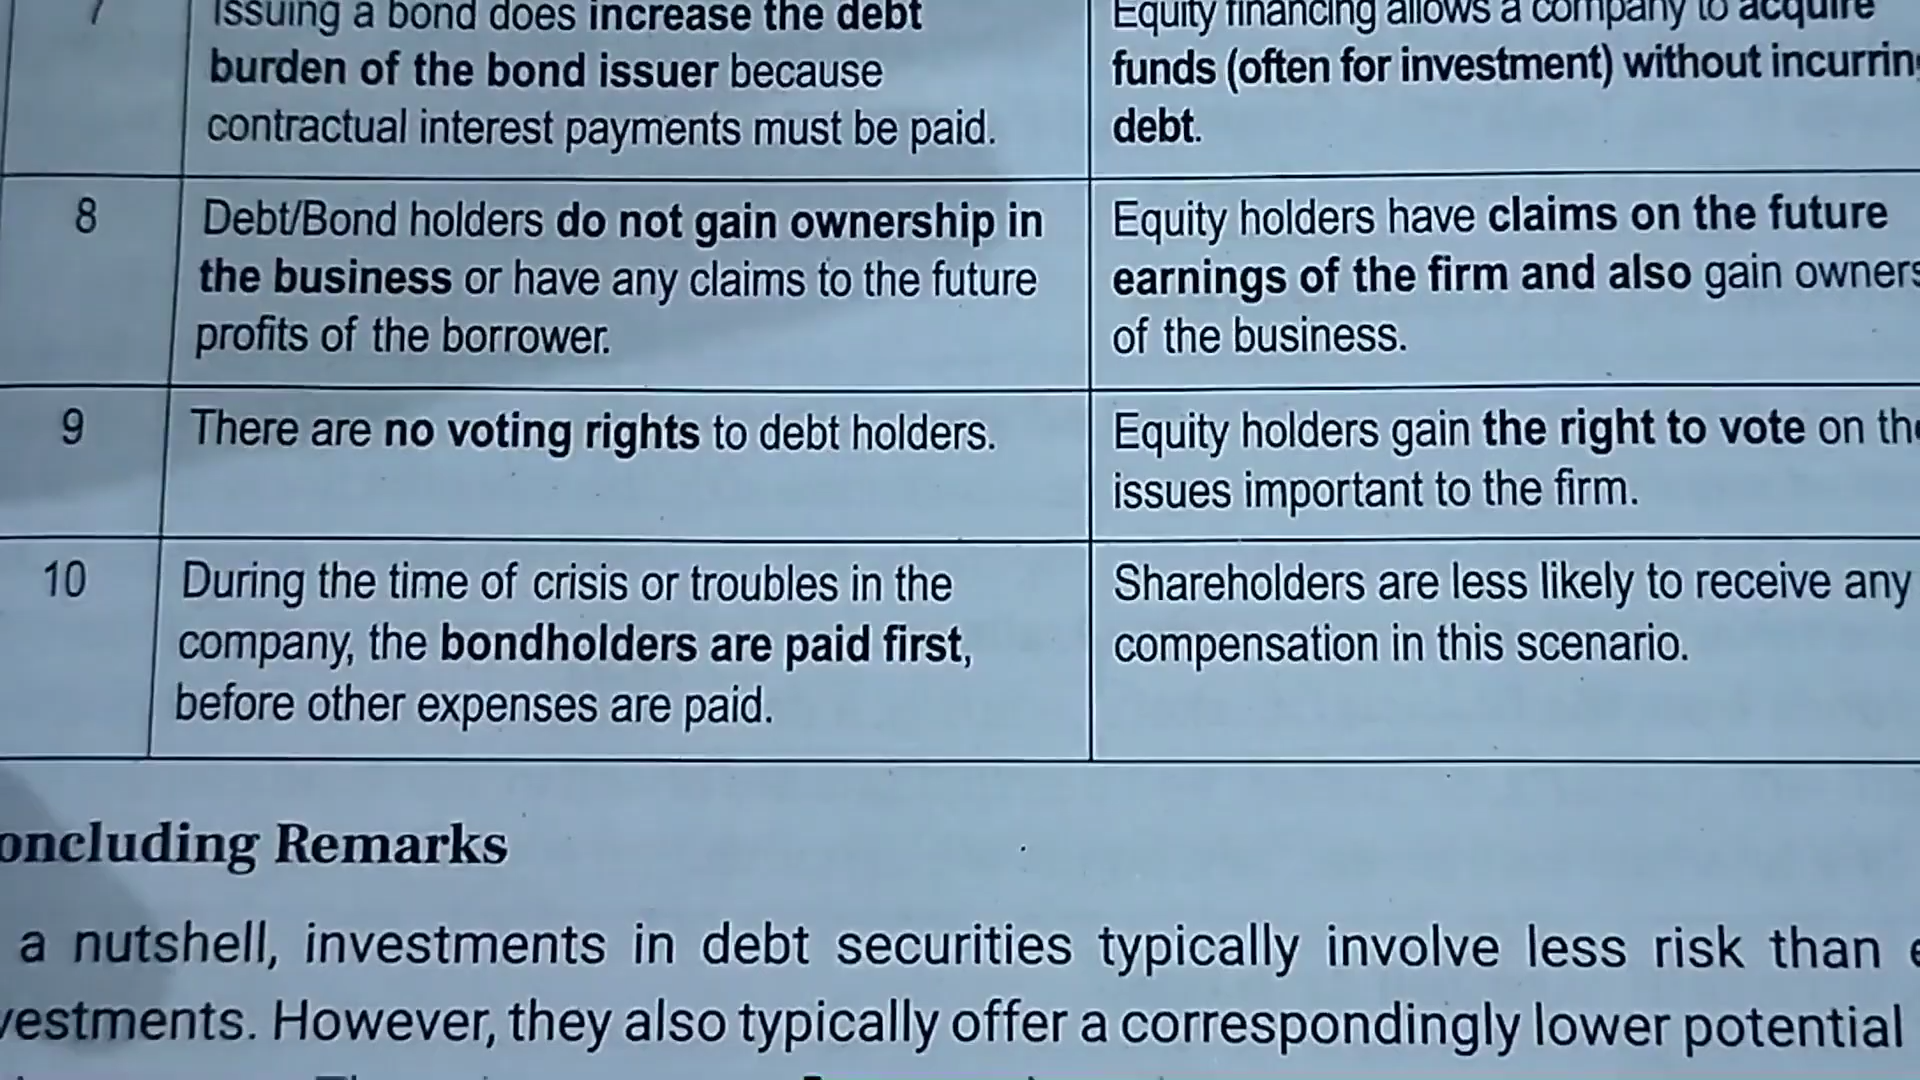 7
Issuing a bond does increase the debt
burden of the bond issuer because
contractual interest payments must be paid.
Equity financing allows a company to acquire
funds (often for investment) without
debt.
8
Debt/Bond holders do not gain ownership in
the business or have any claims to the future
profits of the borrower.
Equity holders have claims on the future
earnings of the firm and also gain
of the business.
9
There are no voting rights to debt holders.
Equity holders gain the right to vote on
issues important to the firm.
10
During the time of crisis or troubles in the
company, the bondholders are paid first,
before other expenses are paid.
Shareholders are less likely to receive any
compensation in this scenario.
oncluding Remarks
a nutshell, investments in debt securities typically involve less risk than
vestments. However, they also typically offer a correspondingly lower potential